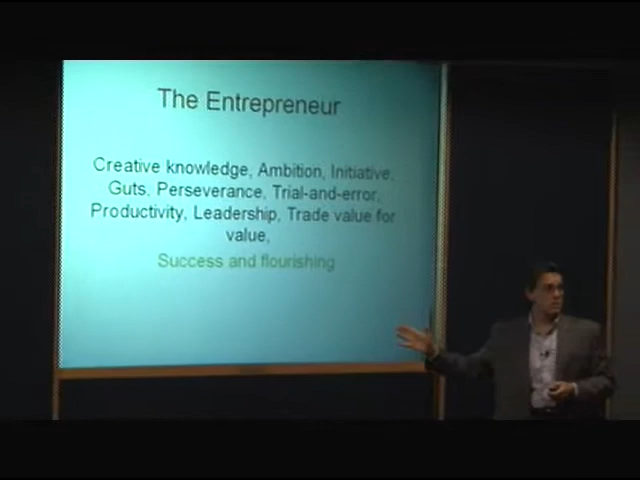 The Entrepreneur
Creative knowledge, Ambition, Initiative,
Guts, Perseverance, Trial-and-error,
Productivity, Leadership, Trade value for
value,
Success and flourishing